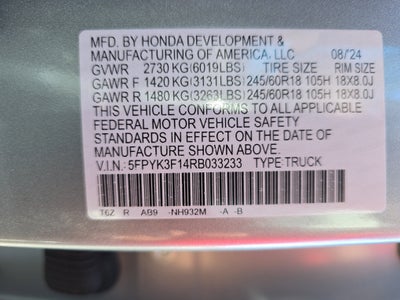 MFD. BY HONDA DEVELOPMENT &
MANUFACTURING OF AMERICA, LLC 08/24
GVWR 2730 KG (6019LBS) TIRE SIZE RIM SIZE
GAWR F 1420 KG (3131LBS) 245/60R18 105H 18X8.0J
GAWR R 1480 KG (3263LBS) 245/60R18 105H 18X8.0J
THIS VEHICLE CONFORMS TO ALL APPLICABLE
FEDERAL MOTOR VEHICLE SAFETY
STANDARDS IN EFFECT ON THE DATE OF
MANUFACTURE SHOWN ABOVE.
V.I.N.: 5FPYK3F14RB033233 TYPE:TRUCK
T6Z R AB9 -NH932M -A -B